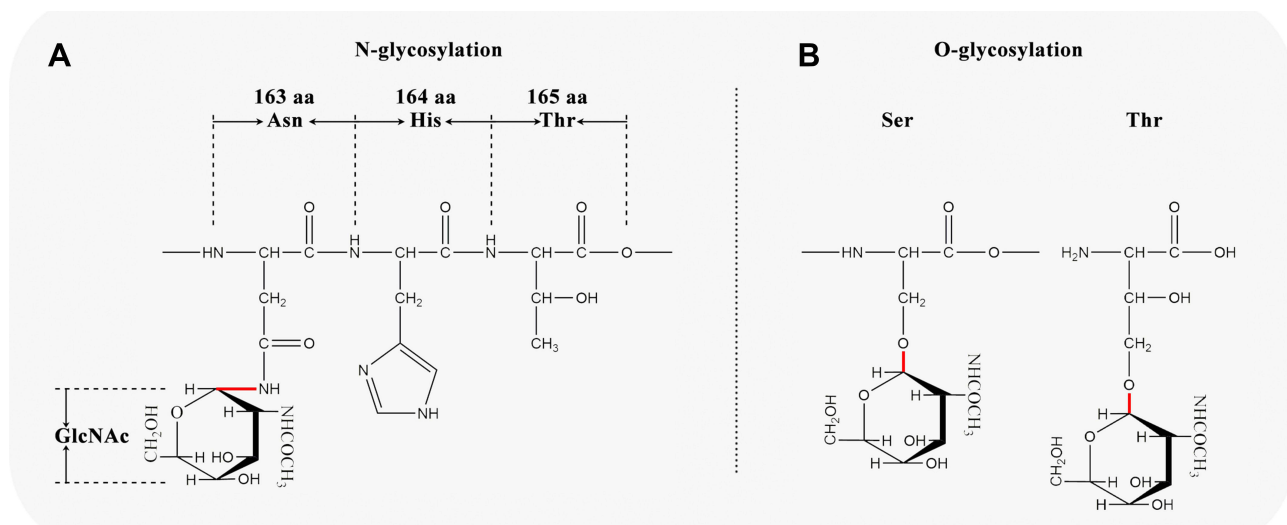 A
N-glycosylation
163 aa
164 aa
165 aa
Asn
His
Thr
O
O
O
HN
CH
C
H
N
CH
C
H
N
CH
C
O
CH2
CH2
CH
OH
C
O
N
CH3
NH
NH
H
O
H
NHCOCH3
CH2OH
GlcNAc
H
HO
H
OH
B
O-glycosylation
Ser
Thr
O
O
HN
CH
C
O
H2N
CH
C
OH
CH2
CH
OH
O
CH2
H
NHCOCH3
O
O
H
CH2OH
H
OH
H
OH
H
NHCOCH3
O
H
CH2OH
H
OH
H
OH